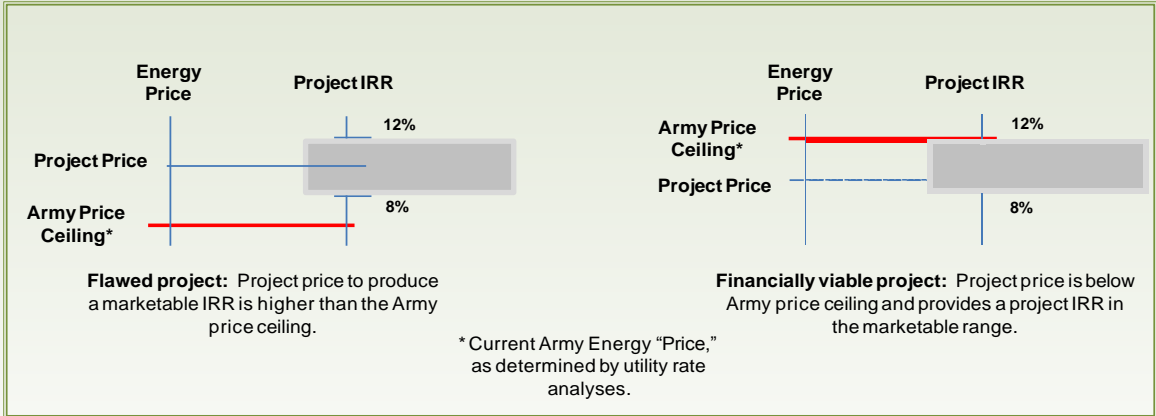 Energy
Price
Project IRR
12%
Project Price
8%
Army Price
Ceiling*
Flawed project: Project price to produce
a marketable IRR is higher than the Army
price ceiling.
Energy
Price
Project IRR
Army Price
Ceiling*
12%
Project Price
8%
Financially viable project: Project price is below
Army price ceiling and provides a project IRR in
the marketable range.
* Current Army Energy “Price,”
as determined by utility rate
analyses.